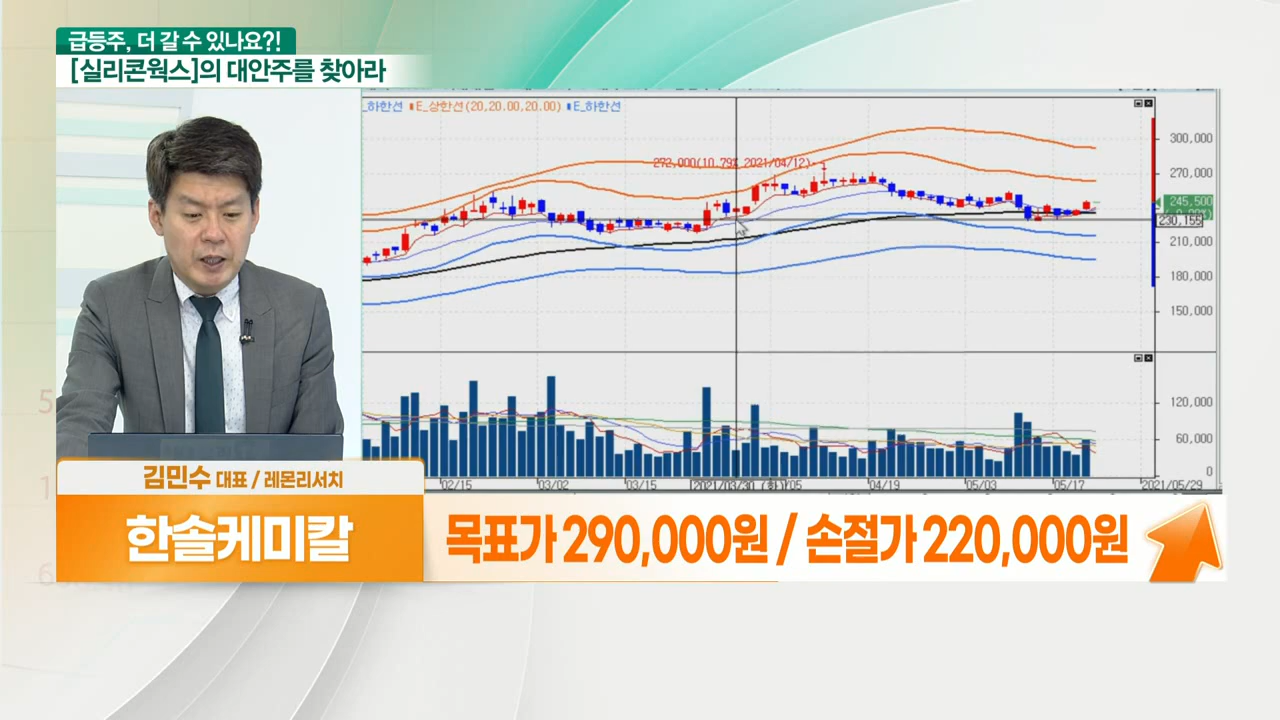 급등주, 더 갈 수 있나요?!
[실리콘웍스]의 대안주를 찾아라
_하한선 E_상한선(20,20.00,20.00) E_하한선
272,000(10.79% 2021/04/12)
300,000
270,000
245,500
230,155
210,000
180,000
150,000
120,000
60,000
0
02/15 03/02 03/15 2021/03/30 04/19 05/03 05/17 2021/05/29
김민수 대표 / 레몬리서치
한솔케미칼
목표가 290,000원 / 손절가 220,000원